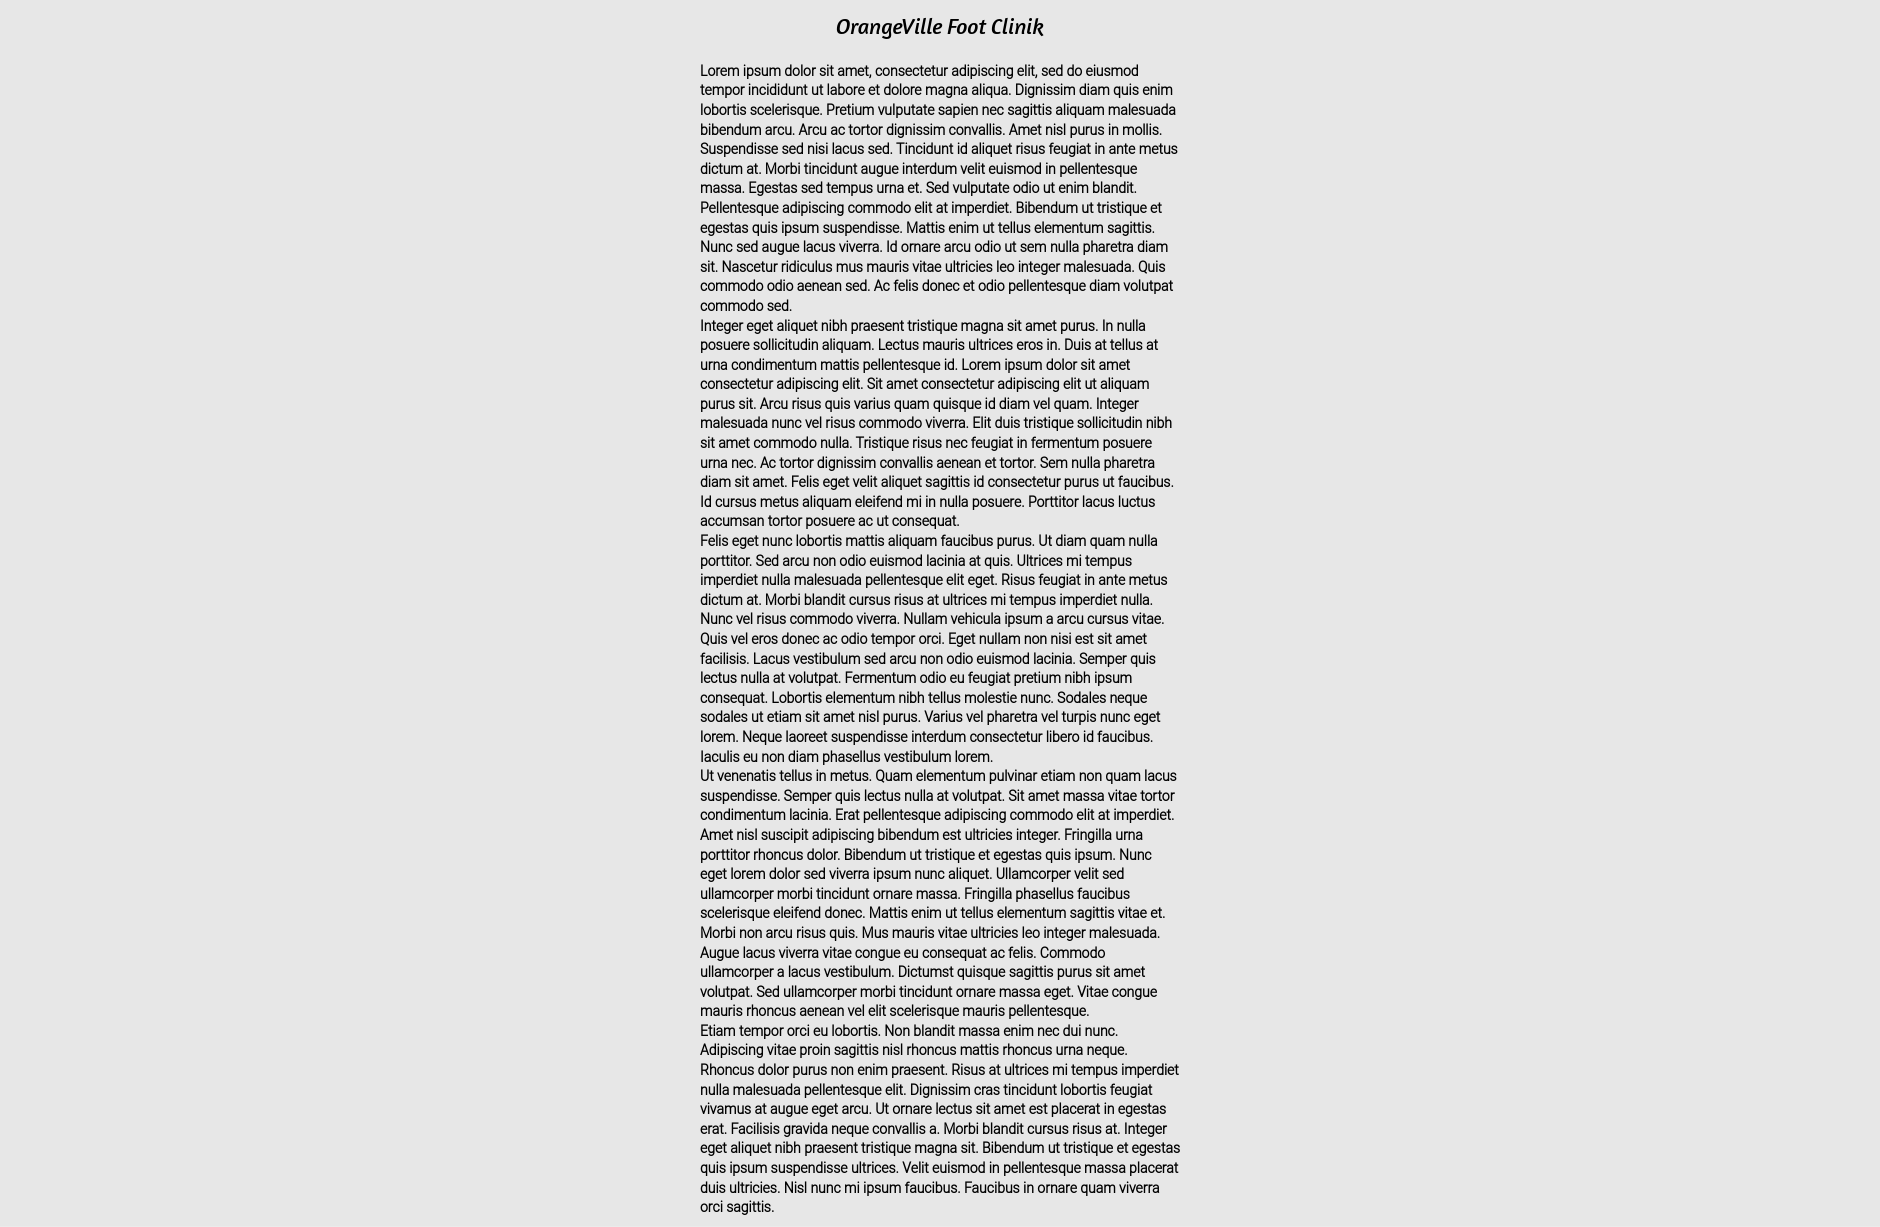 OrangeVille Foot Clinik
Lorem ipsum dolor sit amet, consectetur adipiscing elit, sed do eiusmod
tempor incididunt ut labore et dolore magna aliqua. Dignissim diam quis enim
lobortis scelerisque. Pretium vulputate sapien nec sagittis aliquam malesuada
bibendum arcu. Arcu ac tortor dignissim convallis. Amet nisl purus in mollis.
Suspendisse sed nisi lacus sed. Tincidunt id aliquet risus feugiat in ante metus
dictum at. Morbi tincidunt augue interdum velit euismod in pellentesque
massa. Egestas sed tempus urna et. Sed vulputate odio ut enim blandit.
Pellentesque adipiscing commodo elit at imperdiet. Bibendum ut tristique et
egestas quis ipsum suspendisse. Mattis enim ut tellus elementum sagittis.
Nunc sed augue lacus viverra. Id ornare arcu odio ut sem nulla pharetra diam
sit. Nascetur ridiculus mus mauris vitae ultricies leo integer malesuada. Quis
commodo odio aenean sed. Ac felis donec et odio pellentesque diam volutpat
commodo sed.
Integer eget aliquet nibh praesent tristique magna sit amet purus. In nulla
posuere sollicitudin aliquam. Lectus mauris ultrices eros in. Duis at tellus at
urna condimentum mattis pellentesque id. Lorem ipsum dolor sit amet
consectetur adipiscing elit. Sit amet consectetur adipiscing elit ut aliquam
purus sit. Arcu risus quis varius quam quisque id diam vel quam. Integer
malesuada nunc vel risus commodo viverra. Elit duis tristique sollicitudin nibh
sit amet commodo nulla. Tristique risus nec feugiat in fermentum posuere
urna nec. Ac tortor dignissim convallis aenean et tortor. Sem nulla pharetra
diam sit amet. Felis eget velit aliquet sagittis id consectetur purus ut faucibus.
Id cursus metus aliquam eleifend mi in nulla posuere. Porttitor lacus luctus
accumsan tortor posuere ac ut consequat.
Felis eget nunc lobortis mattis aliquam faucibus purus. Ut diam quam nulla
porttitor. Sed arcu non odio euismod lacinia at quis. Ultrices mi tempus
imperdiet nulla malesuada pellentesque elit eget. Risus feugiat in ante metus
dictum at. Morbi blandit cursus risus at ultrices mi tempus imperdiet nulla.
Nunc vel risus commodo viverra. Nullam vehicula ipsum a arcu cursus vitae.
Quis vel eros donec ac odio tempor orci. Eget nullam non nisi est sit amet
facilisis. Lacus vestibulum sed arcu non odio euismod lacinia. Semper quis
lectus nulla at volutpat. Fermentum odio eu feugiat pretium nibh ipsum
consequat. Lobortis elementum nibh tellus molestie nunc. Sodales neque
sodales ut etiam sit amet nisl purus. Varius vel pharetra vel turpis nunc eget
lorem. Neque laoreet suspendisse interdum consectetur libero id faucibus.
Iaculis eu non diam phasellus vestibulum lorem.
Ut venenatis tellus in metus. Quam elementum pulvinar etiam non quam lacus
suspendisse. Semper quis lectus nulla at volutpat. Sit amet massa vitae tortor
condimentum lacinia. Erat pellentesque adipiscing commodo elit at imperdiet.
Amet nisl suscipit adipiscing bibendum est ultricies integer. Fringilla urna
porttitor rhoncus dolor. Bibendum ut tristique et egestas quis ipsum. Nunc
eget lorem dolor sed viverra ipsum nunc aliquet. Ullamcorper velit sed
ullamcorper morbi tincidunt ornare massa. Fringilla phasellus faucibus
scelerisque eleifend donec. Mattis enim ut tellus elementum sagittis vitae et.
Morbi non arcu risus quis. Mus mauris vitae ultricies leo integer malesuada.
Augue lacus viverra vitae congue eu consequat ac felis. Commodo
ullamcorper a lacus vestibulum. Dictumst quisque sagittis purus sit amet
volutpat. Sed ullamcorper morbi tincidunt ornare massa eget. Vitae congue
mauris rhoncus aenean vel elit scelerisque mauris pellentesque.
Etiam tempor orci eu lobortis. Non blandit massa enim nec dui nunc.
Adipiscing vitae proin sagittis nisl rhoncus mattis rhoncus urna neque.
Rhoncus dolor purus non enim praesent. Risus at ultrices mi tempus imperdiet
nulla malesuada pellentesque elit. Dignissim cras tincidunt lobortis feugiat
vivamus at augue eget arcu. Ut ornare lectus sit amet est placerat in egestas
erat. Facilisis gravida neque convallis a. Morbi blandit cursus risus at. Integer
eget aliquet nibh praesent tristique magna sit. Bibendum ut tristique et egestas
quis ipsum suspendisse ultrices. Velit euismod in pellentesque massa placerat
duis ultricies. Nisl nunc mi ipsum faucibus. Faucibus in ornare quam viverra
orci sagittis.